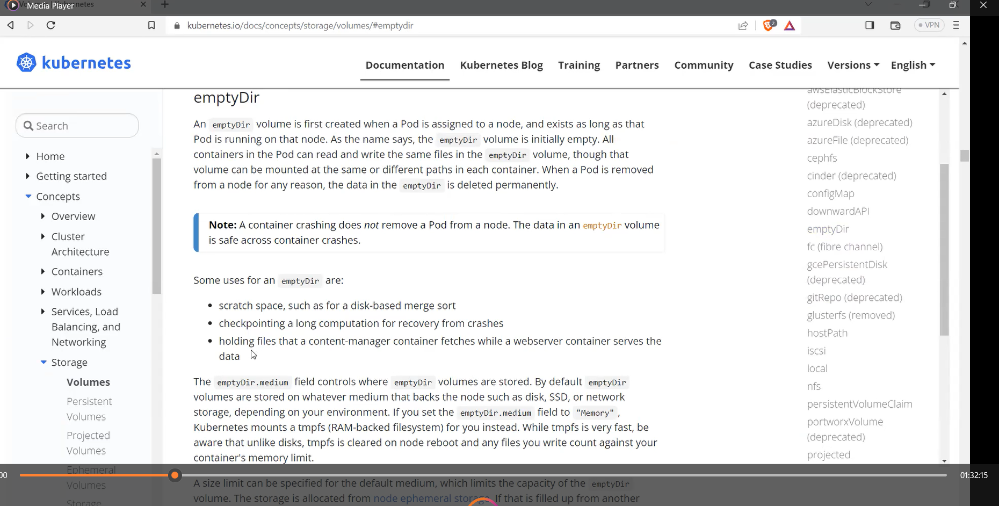 Media Player
kubernetes.io/docs/concepts/storage/volumes/#emptydir
2
VPN
kubernetes
Documentation
Kubernetes Blog
Training
Partners
Community
Case Studies
Versions
English
Search
Home
Getting started
Concepts
Overview
Cluster
Architecture
Containers
Workloads
Services, Load
Balancing, and
Networking
Storage
Volumes
Persistent
Volumes
Projected
Volumes
Ephemeral
Volumes
Storage
emptyDir
An emptyDir volume is first created when a Pod is assigned to a node, and exists as long as that
Pod is running on that node. As the name says, the emptyDir volume is initially empty. All
containers in the Pod can read and write the same files in the emptyDir volume, though that
volume can be mounted at the same or different paths in each container. When a Pod is removed
from a node for any reason, the data in the emptyDir is deleted permanently.
Note: A container crashing does not remove a Pod from a node. The data in an emptyDir volume
is safe across container crashes.
Some uses for an emptyDir are:
• scratch space, such as for a disk-based merge sort
• checkpointing a long computation for recovery from crashes
• holding files that a content-manager container fetches while a webserver container serves the
data
The emptyDir.medium field controls where emptyDir volumes are stored. By default emptyDir
volumes are stored on whatever medium that backs the node such as disk, SSD, or network
storage, depending on your environment. If you set the emptyDir.medium field to "Memory",
Kubernetes mounts a tmpfs (RAM-backed filesystem) for you instead. While tmpfs is very fast, be
aware that unlike disks, tmpfs is cleared on node reboot and any files you write count against your
container's memory limit.
A size limit can be specified for the default medium, which limits the capacity of the emptyDir
volume. The storage is allocated from node ephemeral storage. If that is filled up from another
awsElasticBlockStore
(deprecated)
azureDisk (deprecated)
azureFile (deprecated)
cephfs
cinder (deprecated)
configMap
downwardAPI
emptyDir
fc (fibre channel)
gcePersistentDisk
(deprecated)
gitRepo (deprecated)
glusterfs (removed)
hostPath
iscsi
local
nfs
persistentVolumeClaim
portworxVolume
(deprecated)
projected
00
01:32:15